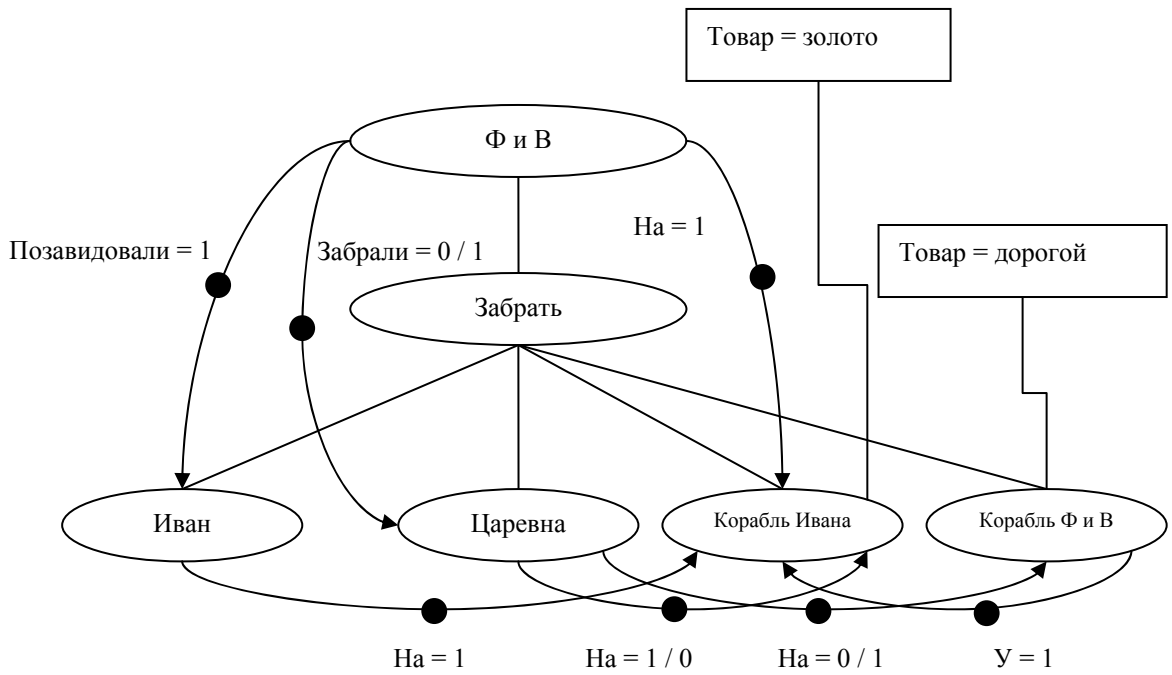 Товар = золото
Ф и В
На = 1
Позавидовали = 1
Забрали = 0 / 1
Товар = дорогой
Забрать
Иван
Царевна
Корабль Ивана
Корабль Ф и В
На = 1
На = 1 / 0
На = 0 / 1
У = 1